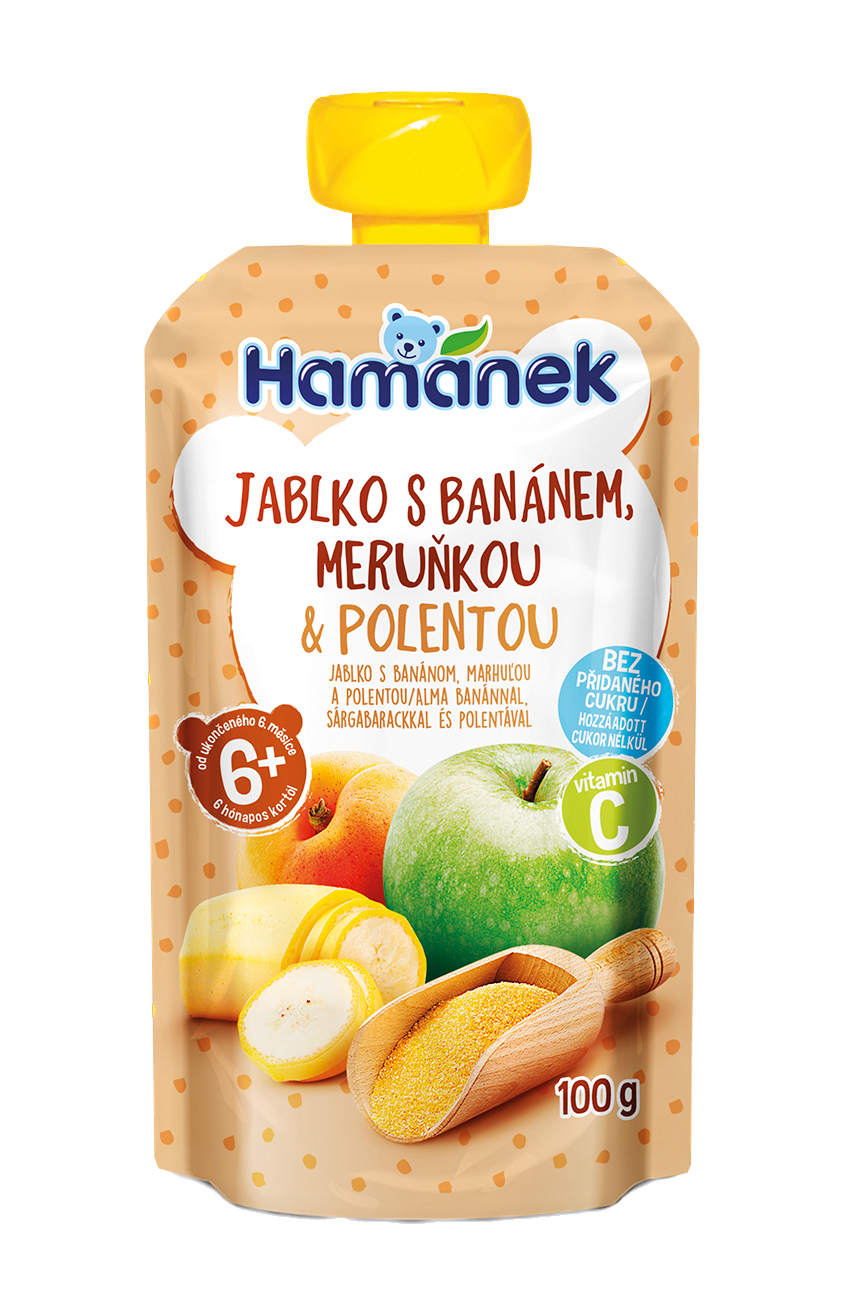 Hamánek
JABLKO S BANÁNEM,
MERUŇKOU
& POLENTOU
JABLKO S BANÁNOM, MARHUĽOU
A POLENTOU/ALMA BANÁNNAL,
SÁRGABARACKKAL ÉS POLENTÁVAL
BEZ
PŘIDANÉHO
CUKRU /
HOZZÁADOTT
CUKOR NÉLKÜL
od ukončeného 6. měsíce
6+
6 hónapos kortól
vitamin
C
100 g